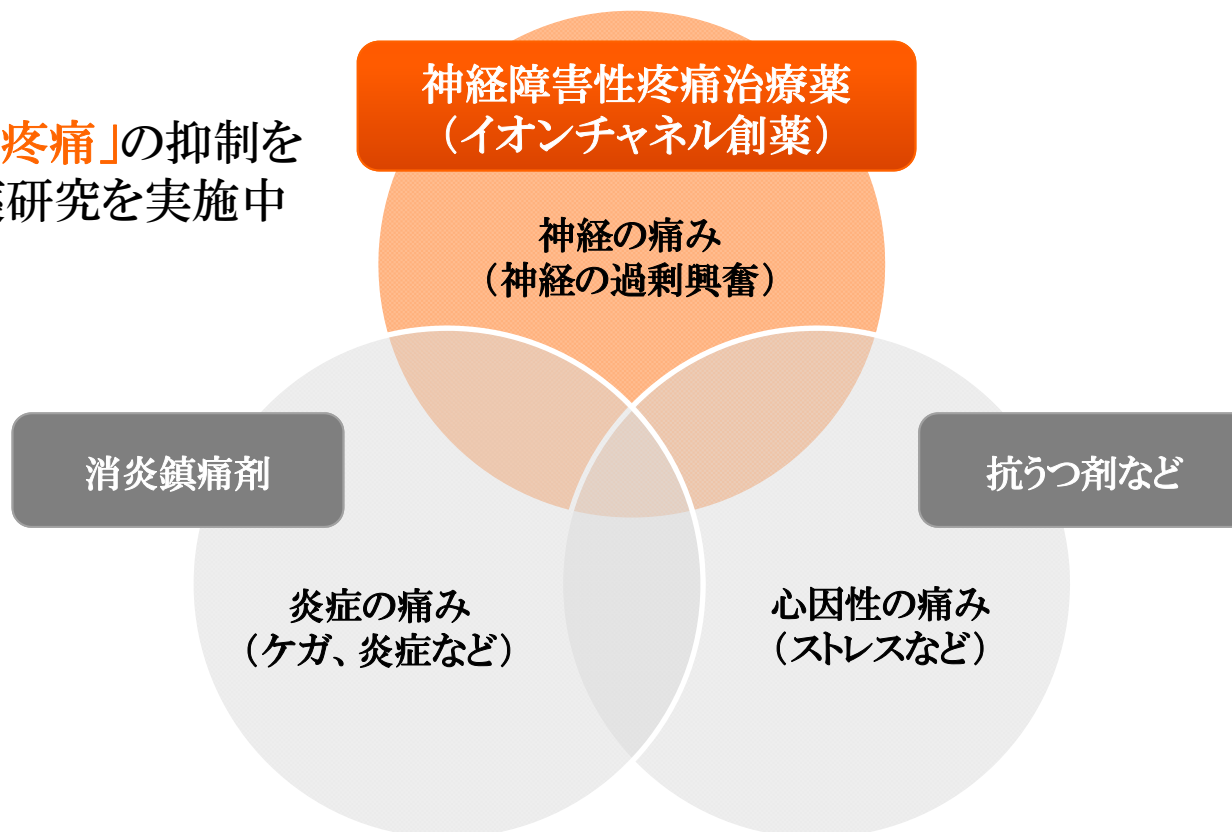 神経障害性疼痛治療薬
（イオンチャネル創薬）
疼痛」の抑制を
研究を実施中
神経の痛み
（神経の過剰興奮）
消炎鎮痛剤
抗うつ剤など
炎症の痛み
（ケガ、炎症など）
心因性の痛み
（ストレスなど）